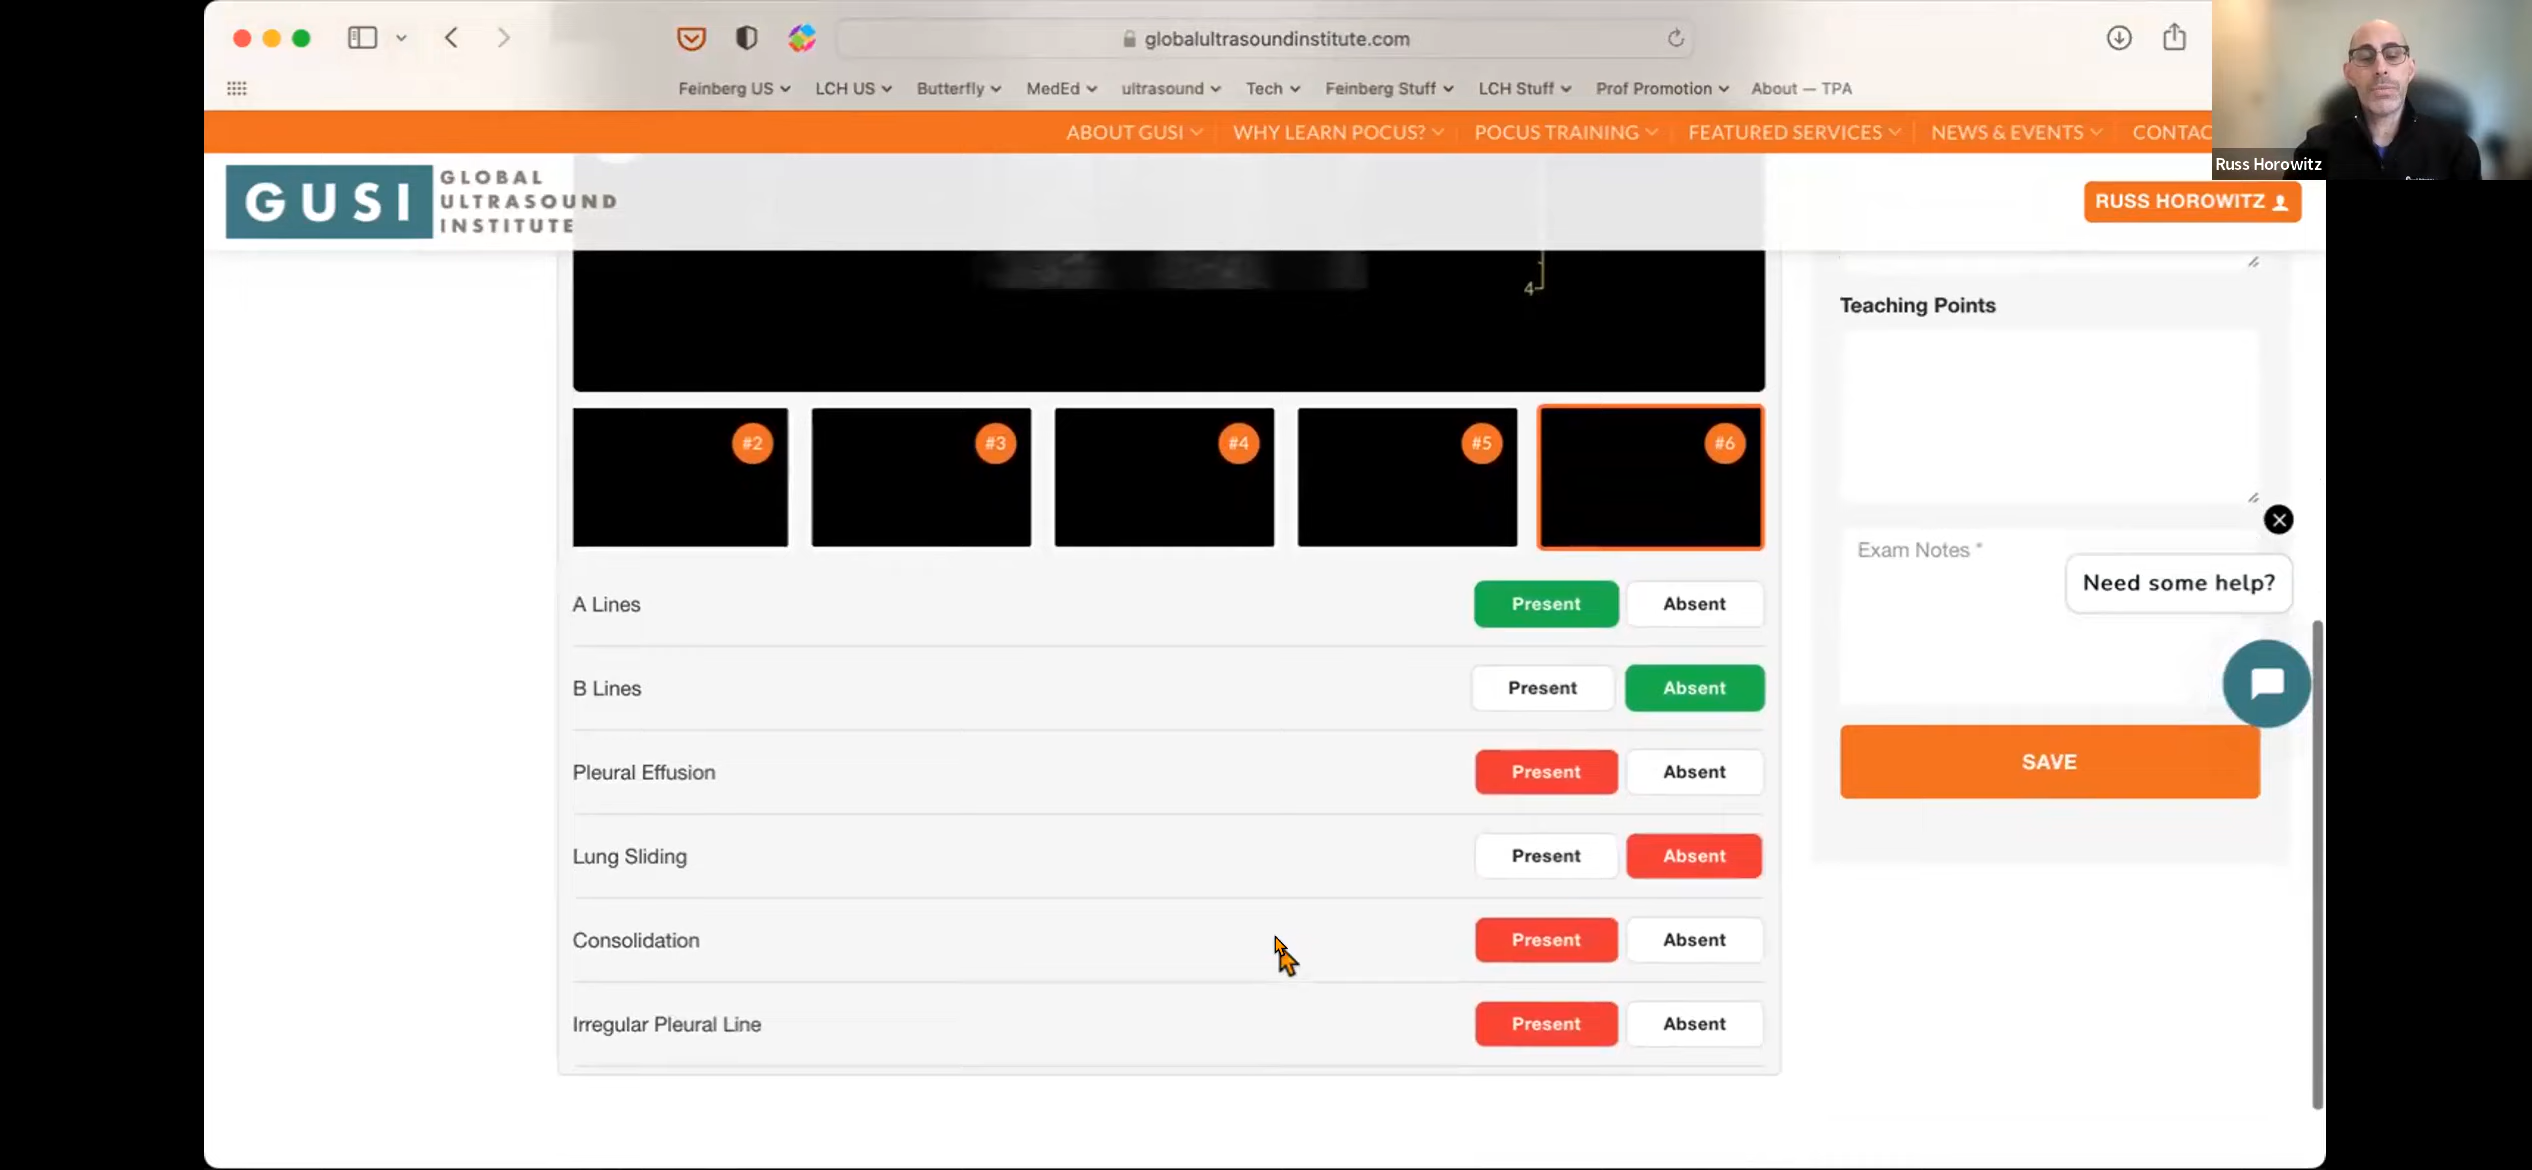 globalultrasoundinstitute.com
Feinberg US
LCH US
Butterfly
MedEd
ultrasound
Tech
Feinberg Stuff
LCH Stuff
Prof Promotion
About — TPA
ABOUT GUSI
WHY LEARN POCUS?
POCUS TRAINING
FEATURED SERVICES
NEWS & EVENTS
CONTAC
Russ Horowitz
GUSI
GLOBAL
ULTRASOUND
INSTITUTE
RUSS HOROWITZ
4
Teaching Points
#2
#3
#4
#5
#6
Exam Notes *
Need some help?
A Lines Present Absent
B Lines Present Absent
Pleural Effusion Present Absent
SAVE
Lung Sliding Present Absent
Consolidation Present Absent
Irregular Pleural Line Present Absent